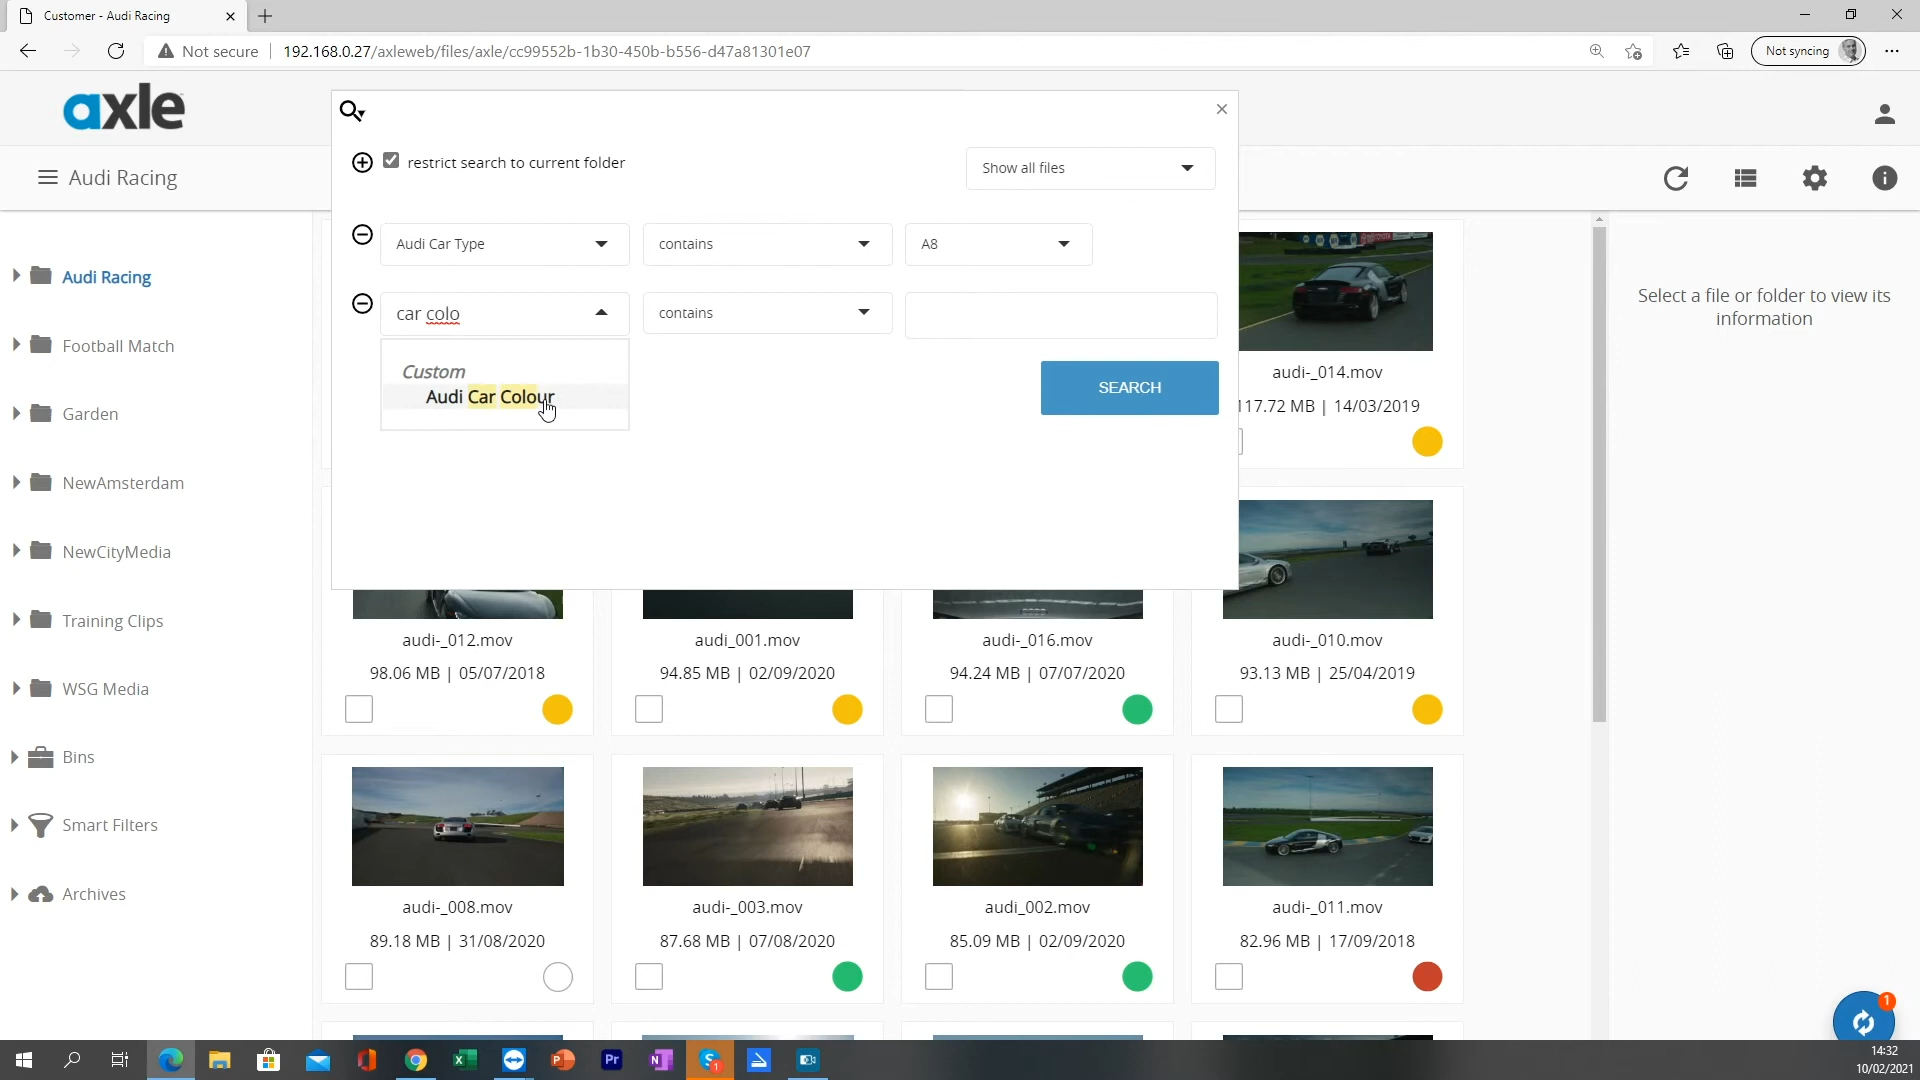 Customer - Audi Racing
Not secure
192.168.0.27/axleweb/files/axle/cc99552b-1b30-450b-b556-d47a81301e07
Not syncing
axle
restrict search to current folder
Show all files
Audi Racing
Audi Car Type
contains
A8
car colo
contains
Custom
Audi Car Colour
SEARCH
Audi Racing
Football Match
Garden
NewAmsterdam
NewCityMedia
Training Clips
WSG Media
Bins
Smart Filters
Archives
Select a file or folder to view its
information
audi-_014.mov
117.72 MB | 14/03/2019
audi-_012.mov
98.06 MB | 05/07/2018
audi_001.mov
94.85 MB | 02/09/2020
audi-_016.mov
94.24 MB | 07/07/2020
audi-_010.mov
93.13 MB | 25/04/2019
audi-_008.mov
89.18 MB | 31/08/2020
audi-_003.mov
87.68 MB | 07/08/2020
audi_002.mov
85.09 MB | 02/09/2020
audi-_011.mov
82.96 MB | 17/09/2018
1
14:32
10/02/2021